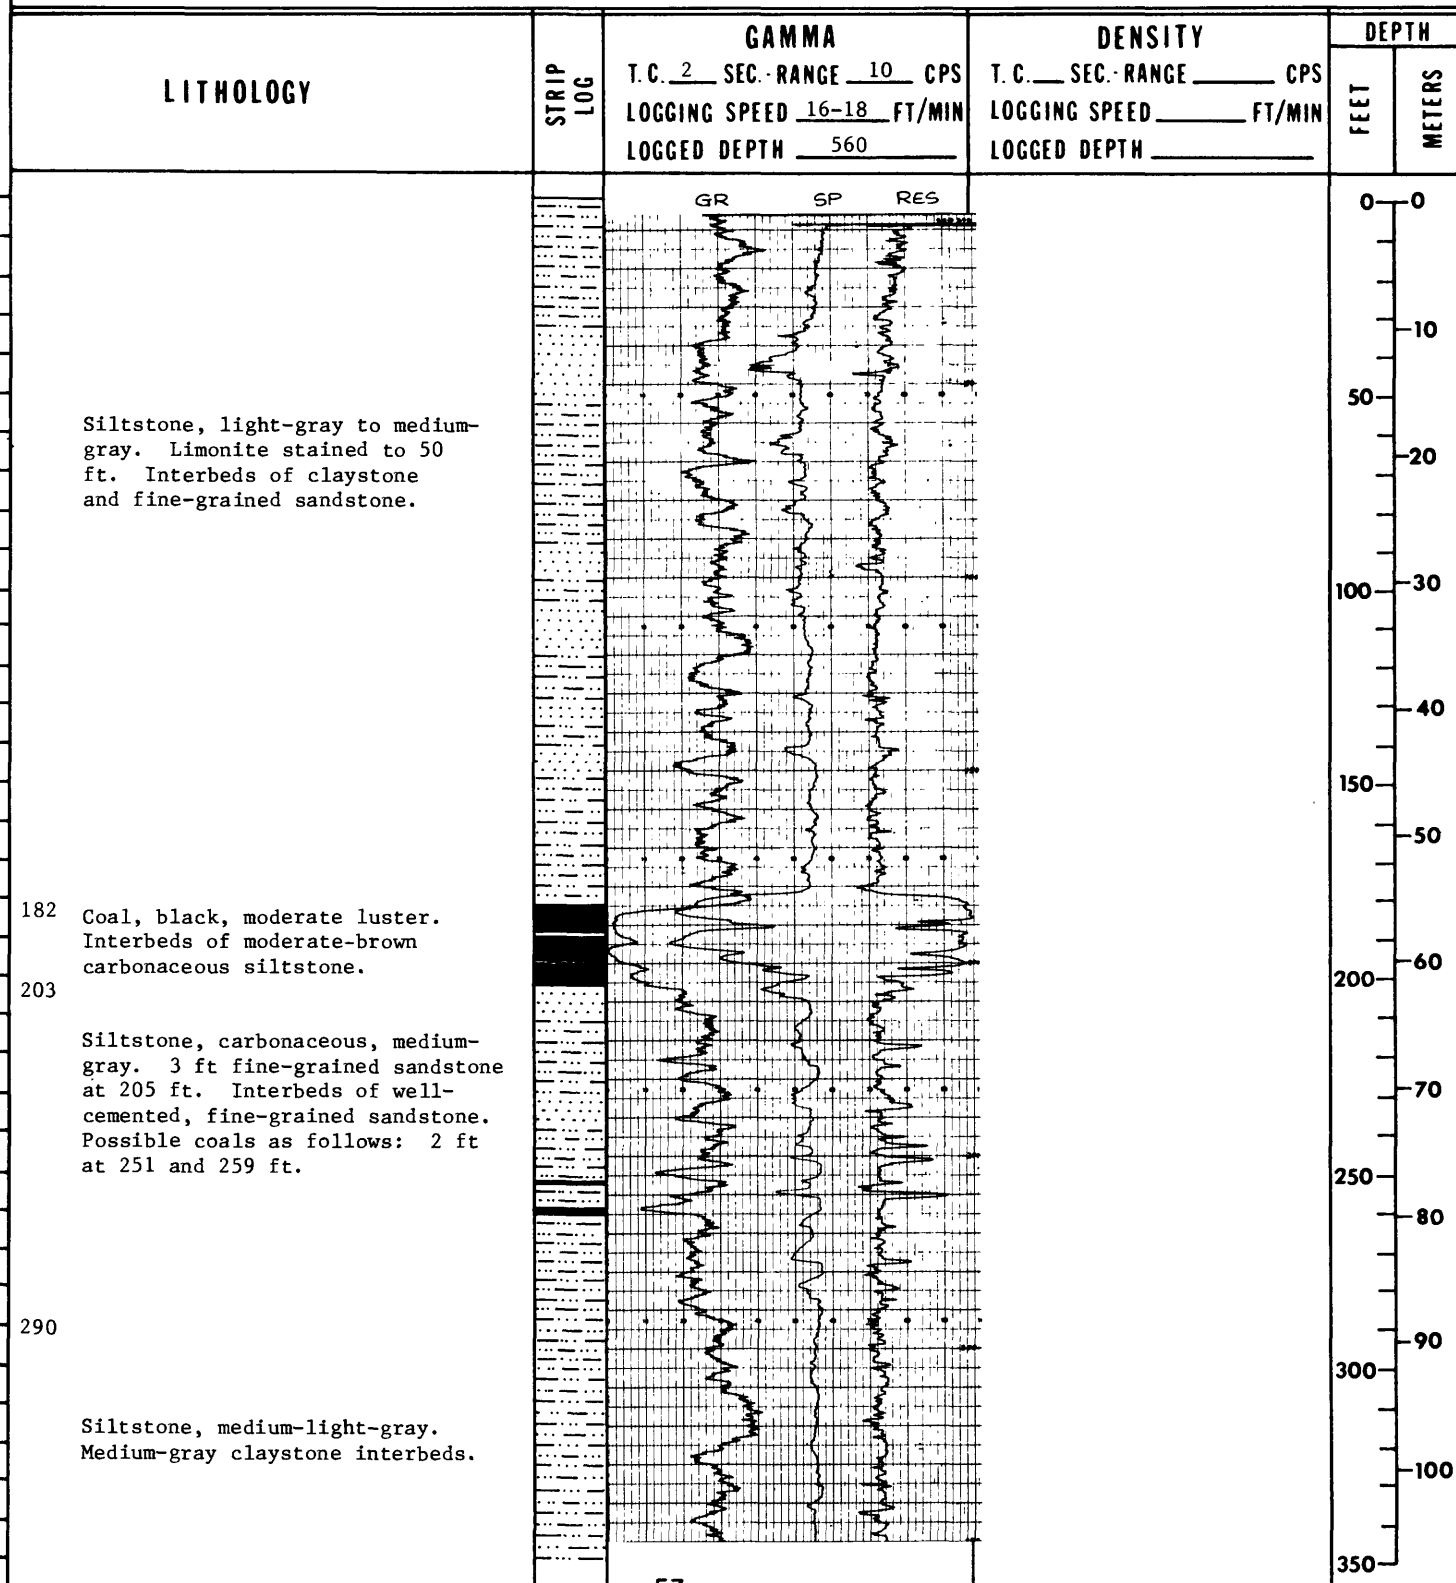 LITHOLOGY
STRIP LOG
GAMMA
T.C. 2 SEC.-RANGE 10 CPS
LOGGING SPEED 16-18 FT/MIN
LOGGED DEPTH 560
DENSITY
T.C. SEC.-RANGE CPS
LOGGING SPEED FT/MIN
LOGGED DEPTH
DEPTH
FEET
METERS
GR SP RES
0 0
10
50
20
100 30
40
150
50
60
200
70
250
80
90
300
100
350
Siltstone, light-gray to medium-
gray. Limonite stained to 50
ft. Interbeds of claystone
and fine-grained sandstone.
182 Coal, black, moderate luster.
Interbeds of moderate-brown
carbonaceous siltstone.
203
Siltstone, carbonaceous, medium-
gray. 3 ft fine-grained sandstone
at 205 ft. Interbeds of well-
cemented, fine-grained sandstone.
Possible coals as follows: 2 ft
at 251 and 259 ft.
290
Siltstone, medium-light-gray.
Medium-gray claystone interbeds.